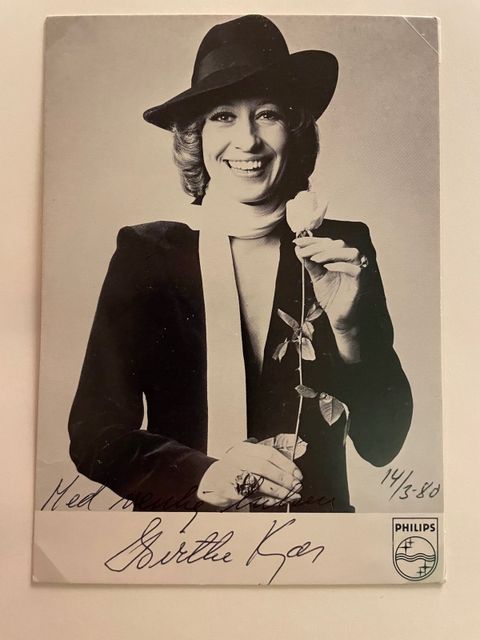 14/3-80
Med venlig hilsen
Birthe Kjær
PHILIPS